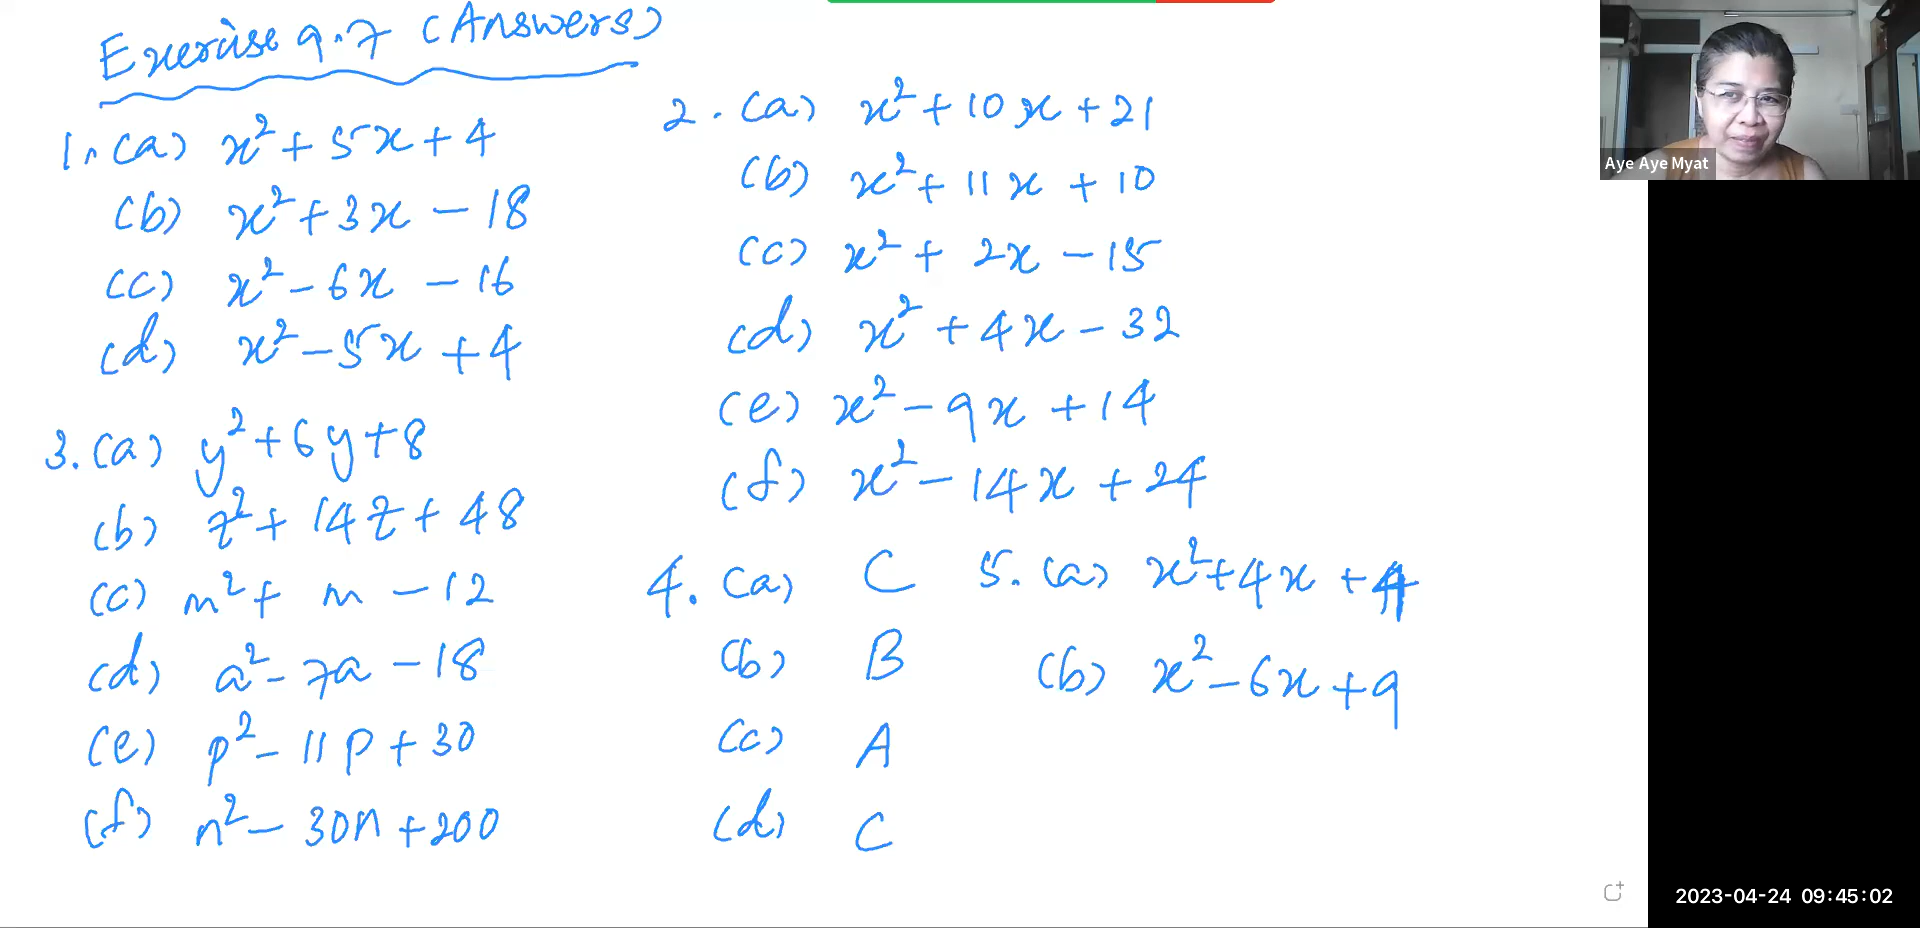 Exercise 9.7 (Answers)
1. (a) x² + 5x + 4
(b) x² + 3x - 18
(c) x² - 6x - 16
(d) x² - 5x + 4
2. (a) x² + 10x + 21
(b) x² + 11x + 10
(c) x² + 2x - 15
(d) x² + 4x - 32
(e) x² - 9x + 14
(f) x² - 14x + 24
3. (a) y² + 6y + 8
(b) z² + 14z + 48
(c) m² + m - 12
(d) a² - 7a - 18
(e) p² - 11p + 30
(f) n² - 30n + 200
4. (a) C
(b) B
(c) A
(d) C
5. (a) x² + 4x + 4
(b) x² - 6x + 9
Aye Aye Myat
2023-04-24 09:45:02